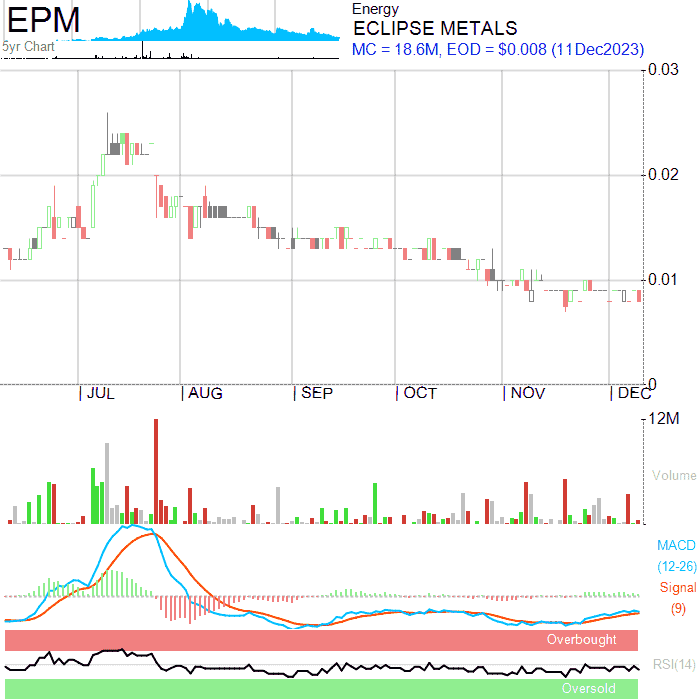 EPM
5yr Chart
Energy
ECLIPSE METALS
MC = 18.6M, EOD = $0.008 (11Dec2023)
0.03
0.02
0.01
0
JUL AUG SEP OCT NOV DEC
12M
Volume
MACD
(12-26)
Signal
(9)
Overbought
RSI(14)
Oversold